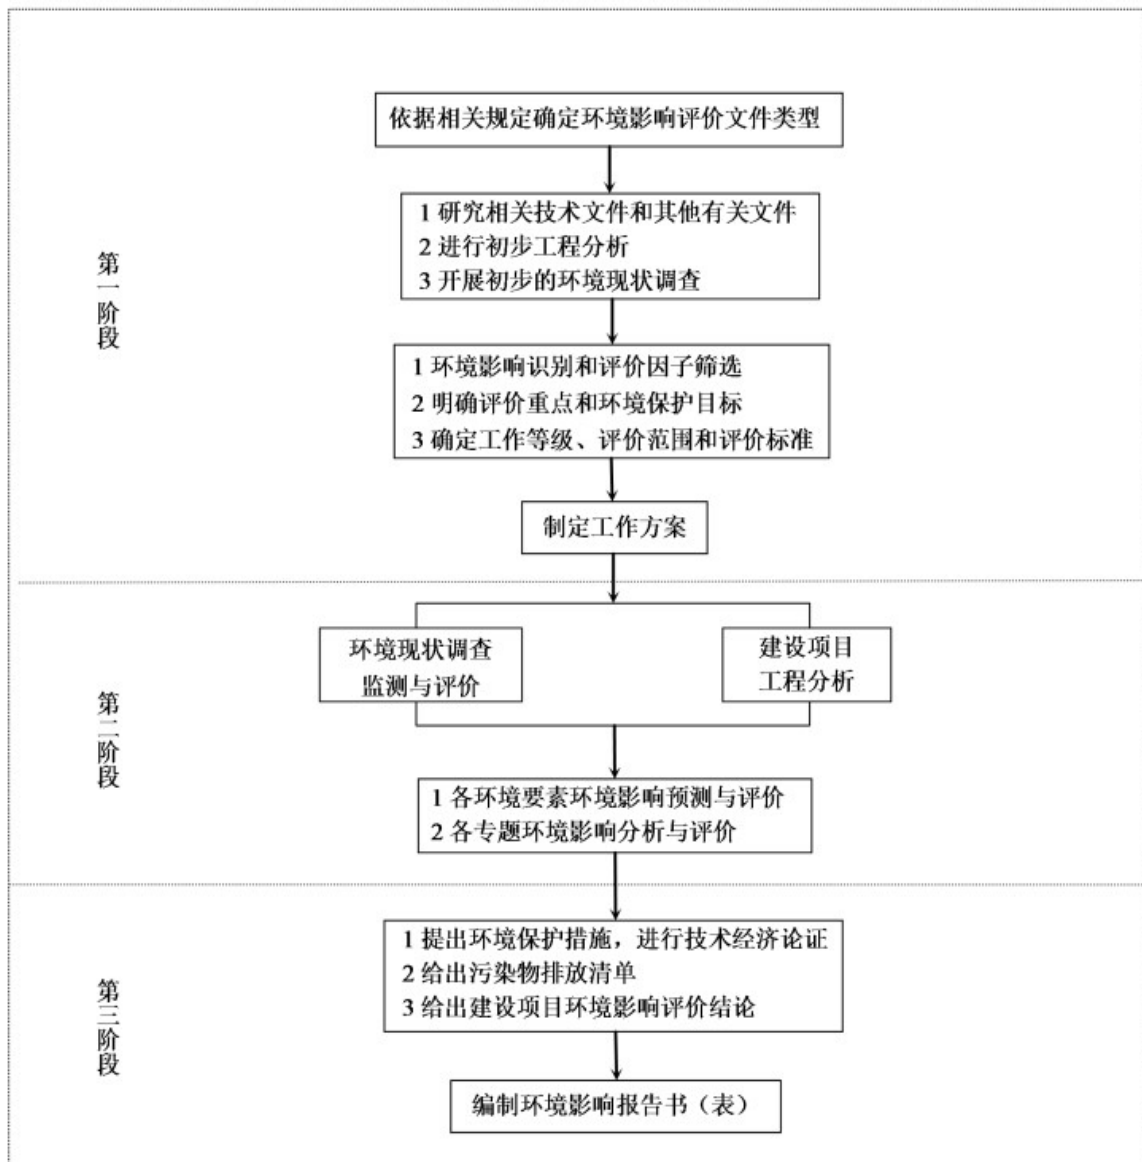 依据相关规定确定环境影响评价文件类型
1 研究相关技术文件和其他有关文件
2 进行初步工程分析
3 开展初步的环境现状调查
第一阶段
1 环境影响识别和评价因子筛选
2 明确评价重点和环境保护目标
3 确定工作等级、评价范围和评价标准
制定工作方案
环境现状调查
监测与评价
建设项目
工程分析
第二阶段
1 各环境要素环境影响预测与评价
2 各专题环境影响分析与评价
1 提出环境保护措施，进行技术经济论证
2 给出污染物排放清单
3 给出建设项目环境影响评价结论
第三阶段
编制环境影响报告书（表）